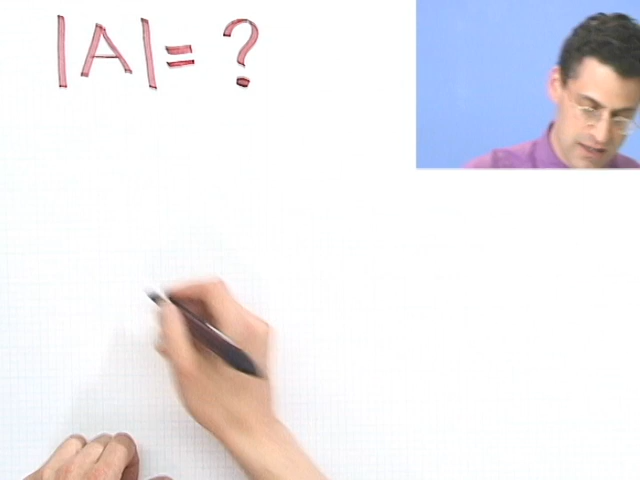 |A| = ?